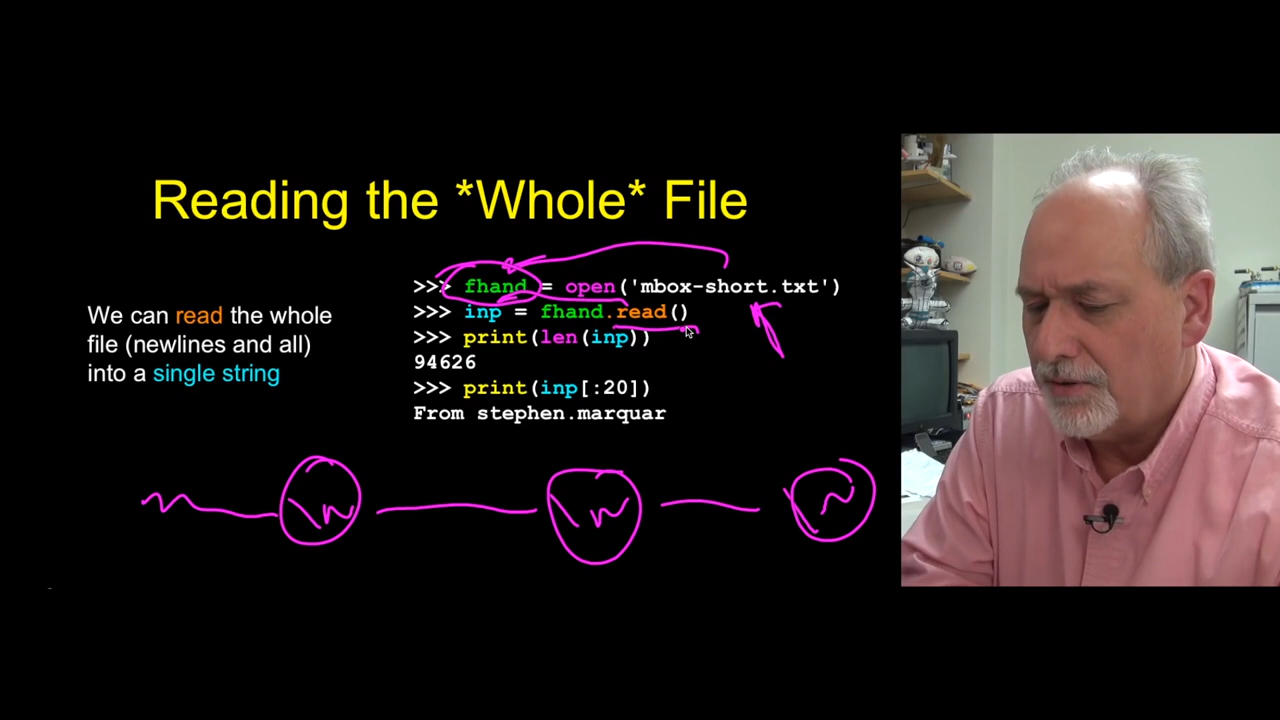 Reading the *Whole* File
We can read the whole
file (newlines and all)
into a single string
>>> fhand = open('mbox-short.txt')
>>> inp = fhand.read()
>>> print(len(inp))
94626
>>> print(inp[:20])
From stephen.marquar
\n \n \n